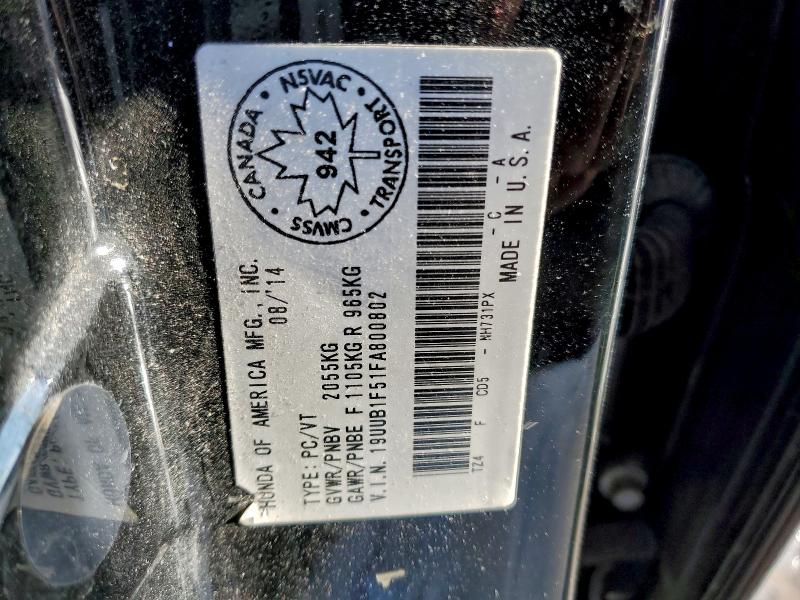 HONDA OF AMERICA MFG., INC.
08/'14
TYPE: PC/VT
GVWR/PNBV 2055KG
GAWR/PNBE F 1105KG R 965KG
V.I.N. 19UUB1F51FA800802
CANADA • NSVAC • TRANSPORT • CMVSS •
942
TZ4 F CD5 - NH731PX - C - A
MADE IN U.S.A.